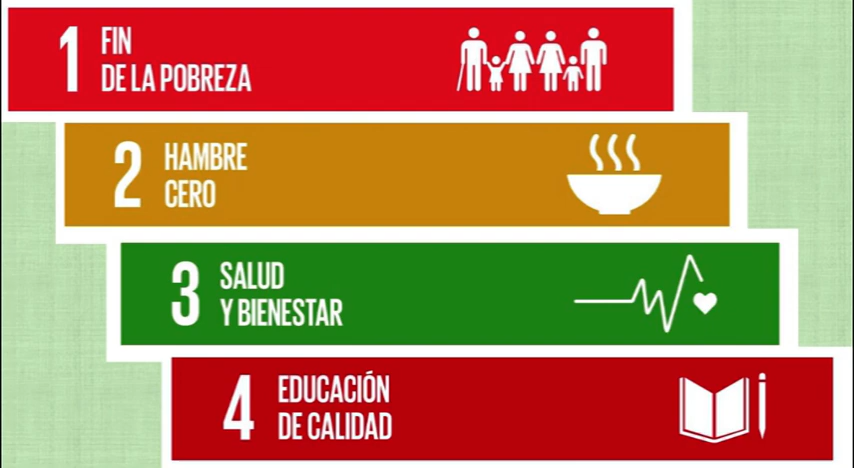 1 FIN
DE LA POBREZA
2 HAMBRE
CERO
3 SALUD
Y BIENESTAR
4 EDUCACIÓN
DE CALIDAD